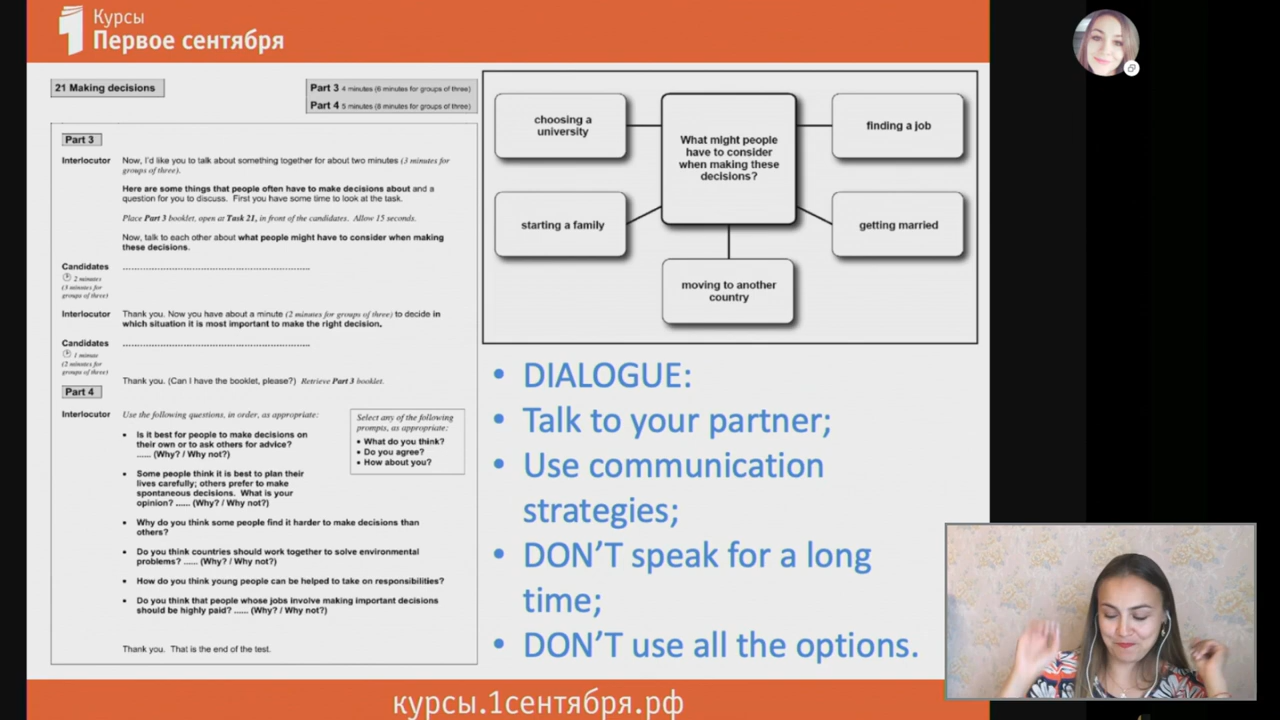 Курсы
Первое сентября
21 Making decisions
Part 3 4 minutes (6 minutes for groups of three)
Part 4 5 minutes (8 minutes for groups of three)
Part 3
Interlocutor
Now, I'd like you to talk about something together for about two minutes (3 minutes for
groups of three).
Here are some things that people often have to make decisions about and a
question for you to discuss. First you have some time to look at the task.
Place Part 3 booklet, open at Task 21, in front of the candidates. Allow 15 seconds.
Now, talk to each other about what people might have to consider when making
these decisions.
Candidates
2 minutes
(3 minutes for
groups of three)
Interlocutor
Thank you. Now you have about a minute (2 minutes for groups of three) to decide in
which situation it is most important to make the right decision.
Candidates
1 minute
(2 minutes for
groups of three)
Thank you. (Can I have the booklet, please?) Retrieve Part 3 booklet.
Part 4
Interlocutor
Use the following questions, in order, as appropriate:
• Is it best for people to make decisions on
their own or to ask others for advice?
...... (Why? / Why not?)
• Some people think it is best to plan their
lives carefully; others prefer to make
spontaneous decisions. What is your
opinion? ...... (Why? / Why not?)
• Why do you think some people find it harder to make decisions than
others?
• Do you think countries should work together to solve environmental
problems? ...... (Why? / Why not?)
• How do you think young people can be helped to take on responsibilities?
• Do you think that people whose jobs involve making important decisions
should be highly paid? ...... (Why? / Why not?)
Select any of the following
prompts, as appropriate:
• What do you think?
• Do you agree?
• How about you?
Thank you. That is the end of the test.
choosing a
university
What might people
have to consider
when making these
decisions?
finding a job
starting a family
getting married
moving to another
country
• DIALOGUE:
• Talk to your partner;
• Use communication
strategies;
• DON'T speak for a long
time;
• DON'T use all the options.
курсы.1сентября.рф